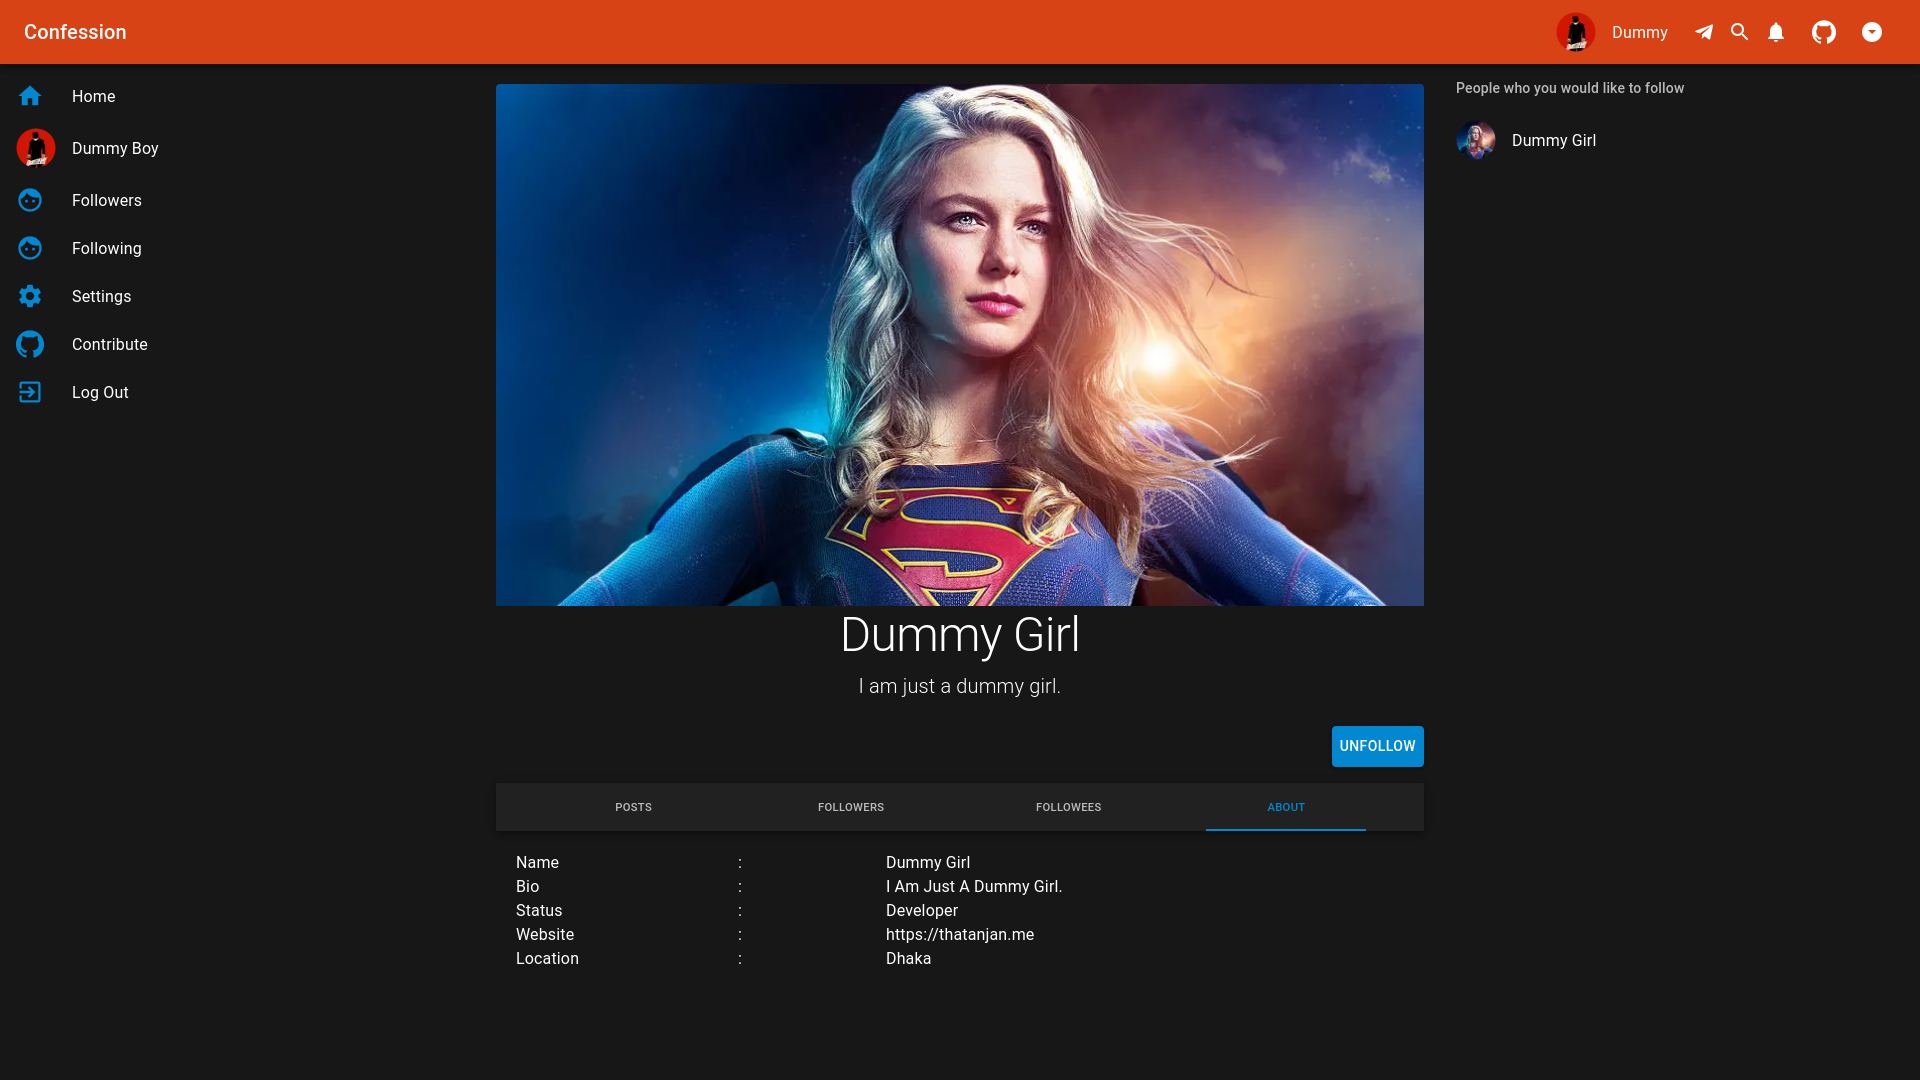 Confession
Dummy
Home
Dummy Boy
Followers
Following
Settings
Contribute
Log Out
Dummy Girl
I am just a dummy girl.
UNFOLLOW
POSTS FOLLOWERS FOLLOWEES ABOUT
Name : Dummy Girl
Bio : I Am Just A Dummy Girl.
Status : Developer
Website : https://thatanjan.me
Location : Dhaka
People who you would like to follow
Dummy Girl